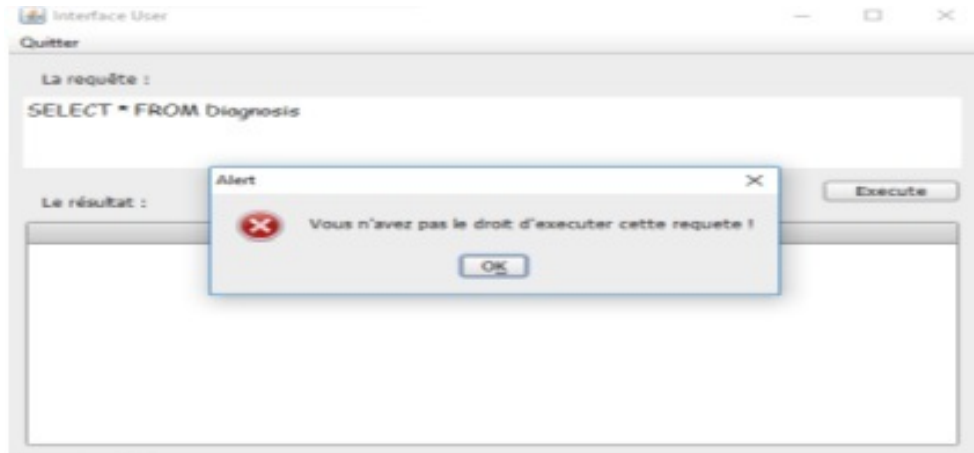 Interface User
Quitter
La requête :
SELECT * FROM Diagnosis
Alert
Execute
Le résultat :
Vous n'avez pas le droit d'executer cette requete !
OK